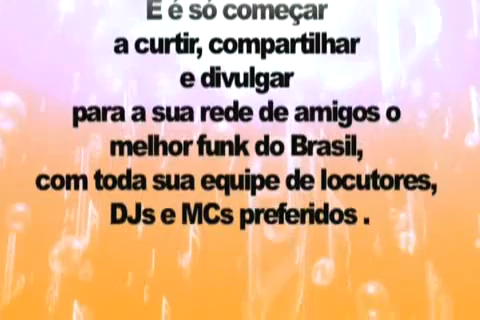 E é só começar
a curtir, compartilhar
e divulgar
para a sua rede de amigos o
melhor funk do Brasil,
com toda sua equipe de locutores,
DJs e MCs preferidos .